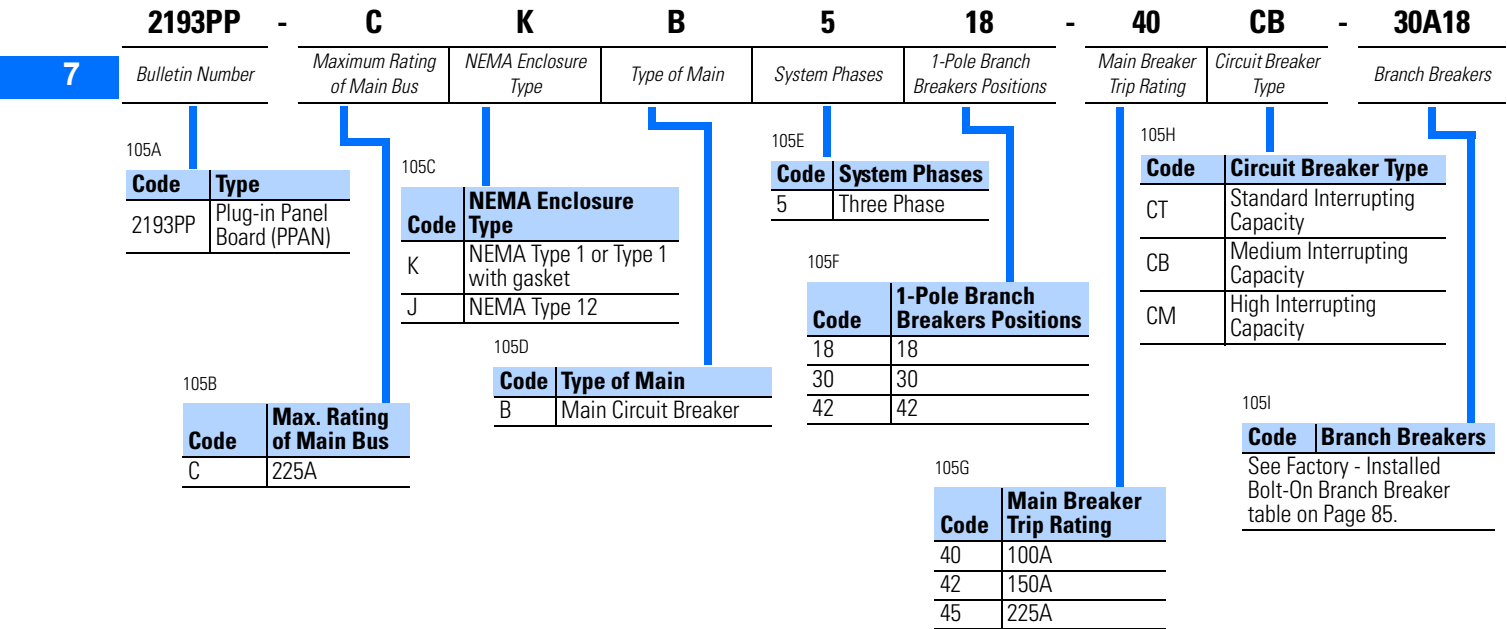 2193PP - C K B 5 18 - 40 CB - 30A18
7
Bulletin Number
Maximum Rating
of Main Bus
NEMA Enclosure
Type
Type of Main
System Phases
1-Pole Branch
Breakers Positions
Main Breaker
Trip Rating
Circuit Breaker
Type
Branch Breakers
105A
Code Type
2193PP Plug-in Panel
Board (PPAN)
105B
Code Max. Rating
of Main Bus
C 225A
105C
Code NEMA Enclosure
Type
K NEMA Type 1 or Type 1
with gasket
J NEMA Type 12
105D
Code Type of Main
B Main Circuit Breaker
105E
Code System Phases
5 Three Phase
105F
Code 1-Pole Branch
Breakers Positions
18 18
30 30
42 42
105G
Code Main Breaker
Trip Rating
40 100A
42 150A
45 225A
105H
Code Circuit Breaker Type
CT Standard Interrupting
Capacity
CB Medium Interrupting
Capacity
CM High Interrupting
Capacity
105I
Code Branch Breakers
See Factory - Installed
Bolt-On Branch Breaker
table on Page 85.